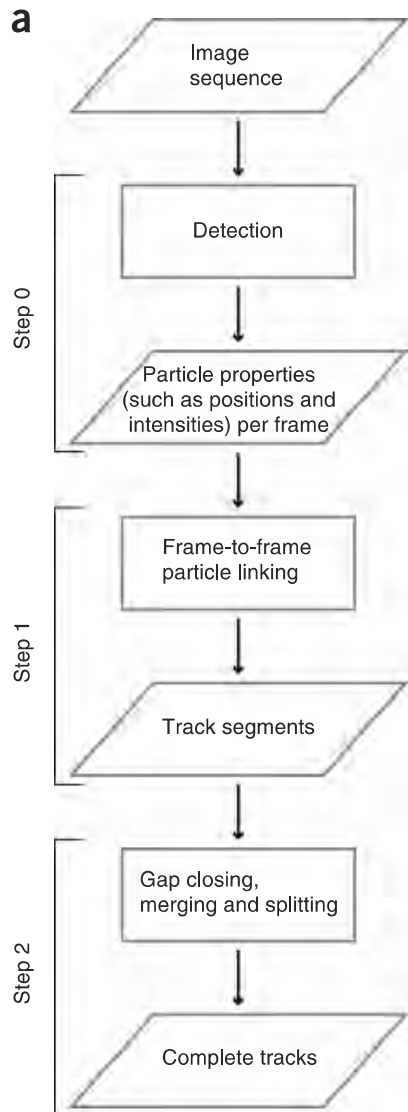 a
Image
sequence
Step 0
Detection
Particle properties
(such as positions and
intensities) per frame
Step 1
Frame-to-frame
particle linking
Track segments
Step 2
Gap closing,
merging and splitting
Complete tracks